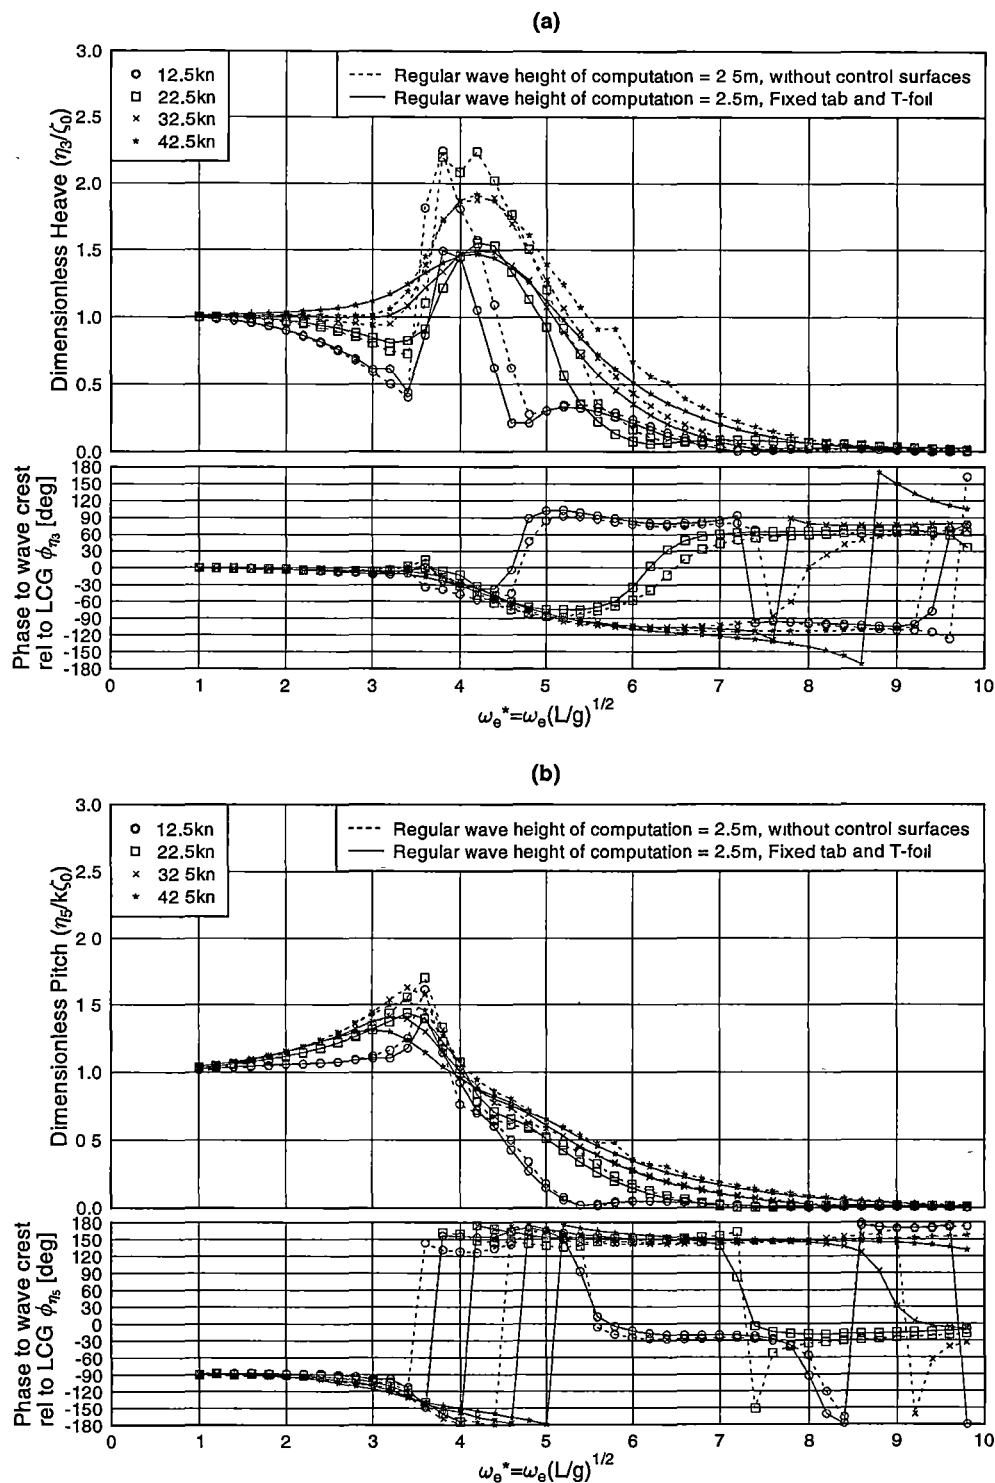 (a)
3.0
2.5
2.0
1.5
1.0
0.5
0.0
Dimensionless Heave (η3/ζ0)
12.5kn
22.5kn
32.5kn
42.5kn
Regular wave height of computation = 2 5m, without control surfaces
Regular wave height of computation = 2.5m, Fixed tab and T-foil
180
150
120
90
60
30
0
-30
-60
-90
-120
-150
-180
Phase to wave crest
rel to LCG ϕη3 [deg]
0 1 2 3 4 5 6 7 8 9 10
ωe*=ωe(L/g)1/2
(b)
3.0
2.5
2 0
1.5
1.0
0 5
0.0
Dimensionless Pitch (η5/kζ0)
12.5kn
22.5kn
32 5kn
42 5kn
Regular wave height of computation = 2.5m, without control surfaces
Regular wave height of computation = 2.5m, Fixed tab and T-foil
180
150
120
90
60
30
0
-30
-60
-90
-120
-150
-180
Phase to wave crest
rel to LCG ϕη5 [deg]
0 1 2 3 4 5 6 7 8 9 10
ωe*=ωe(L/g)1/2